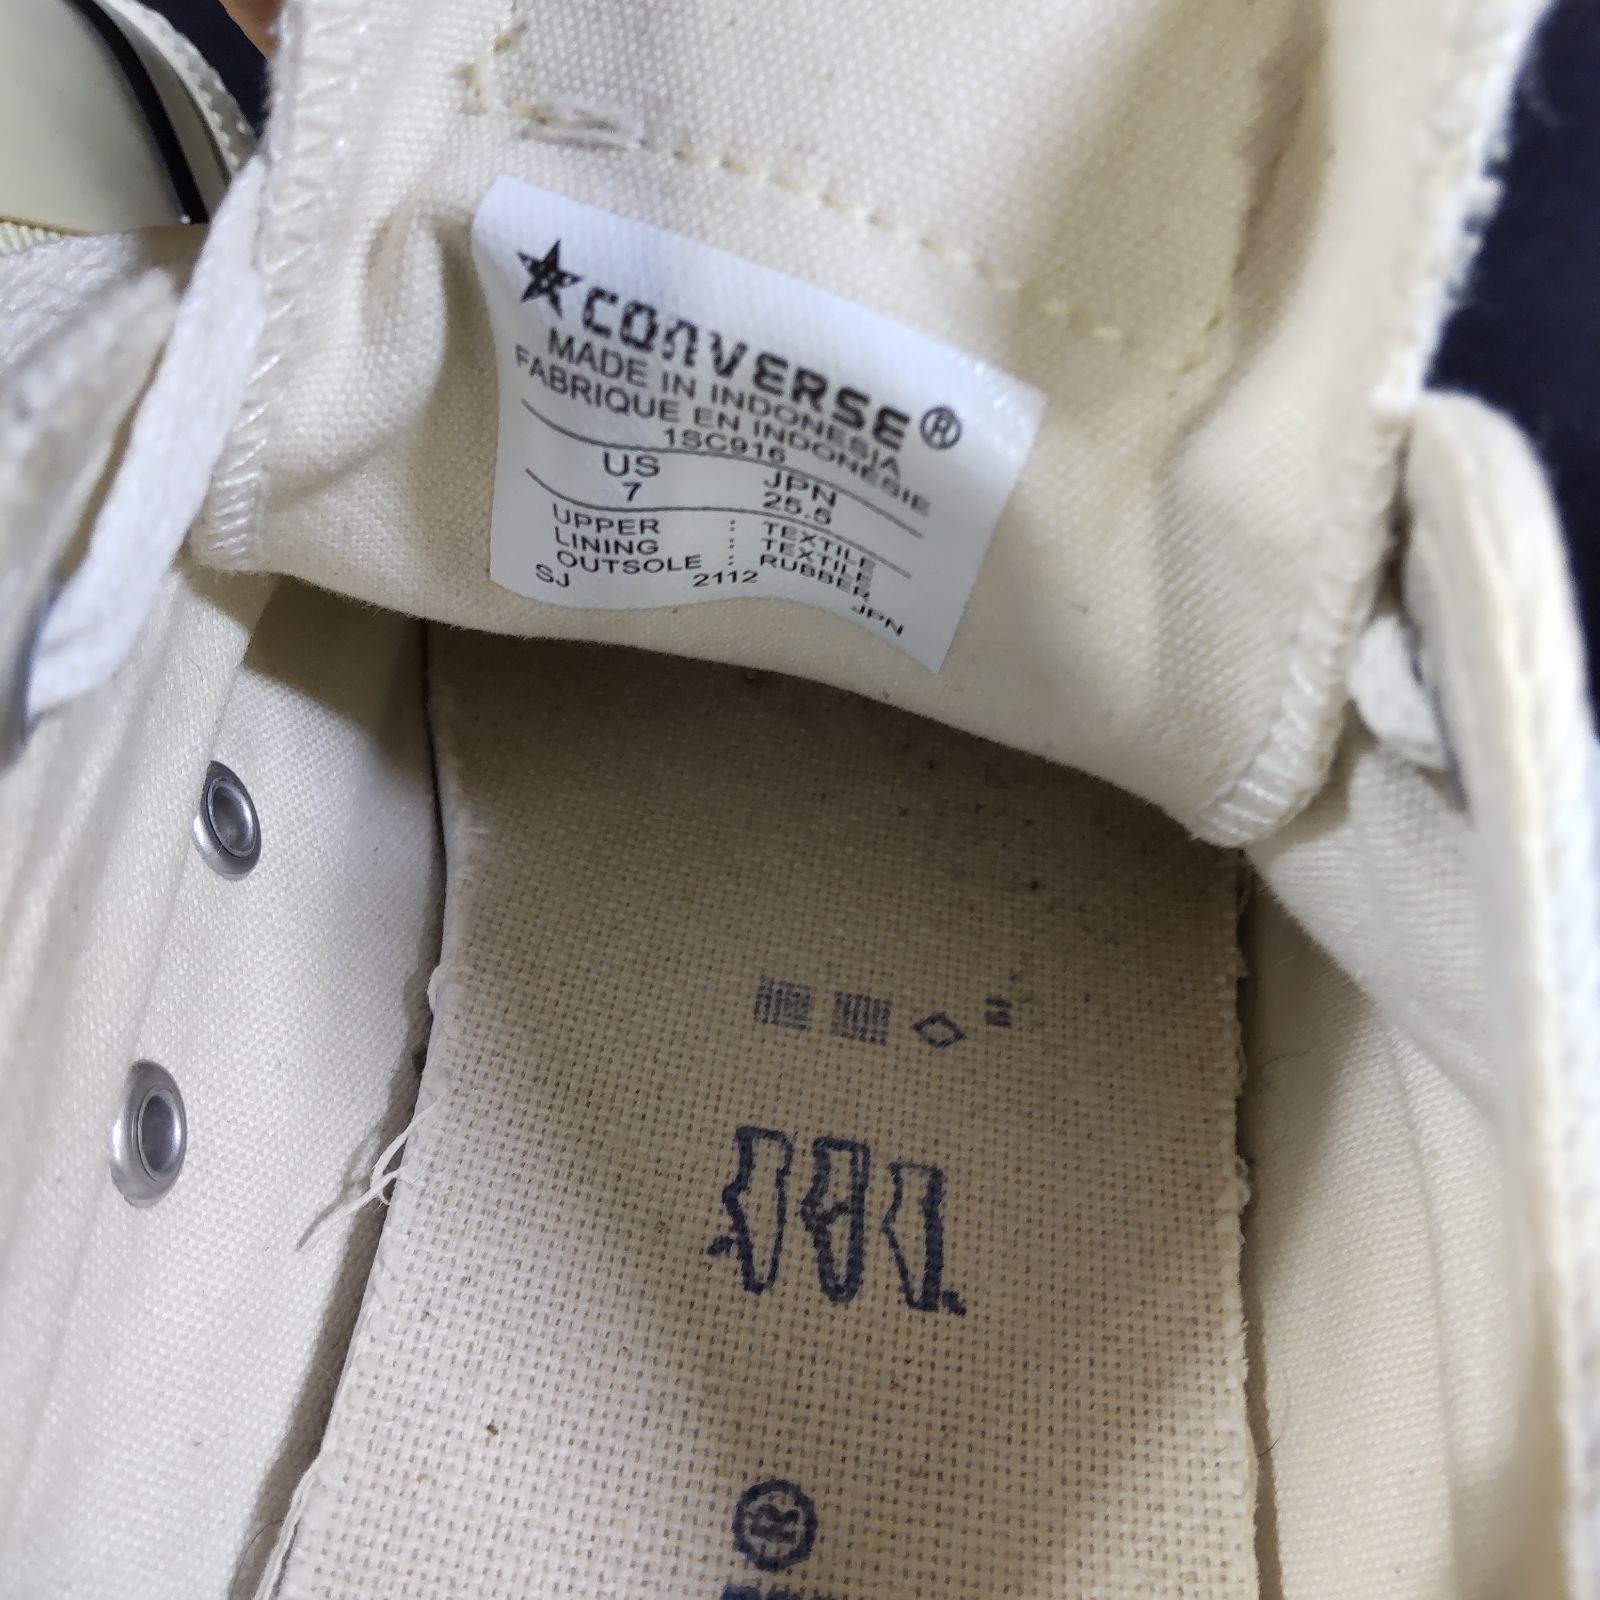 CONVERSE®
MADE IN INDONESIA
FABRIQUE EN INDONESIE
1SC916
US JPN
7 25.5
UPPER : TEXTILE
LINING : TEXTILE
OUTSOLE : RUBBER
SJ 2112 JPN